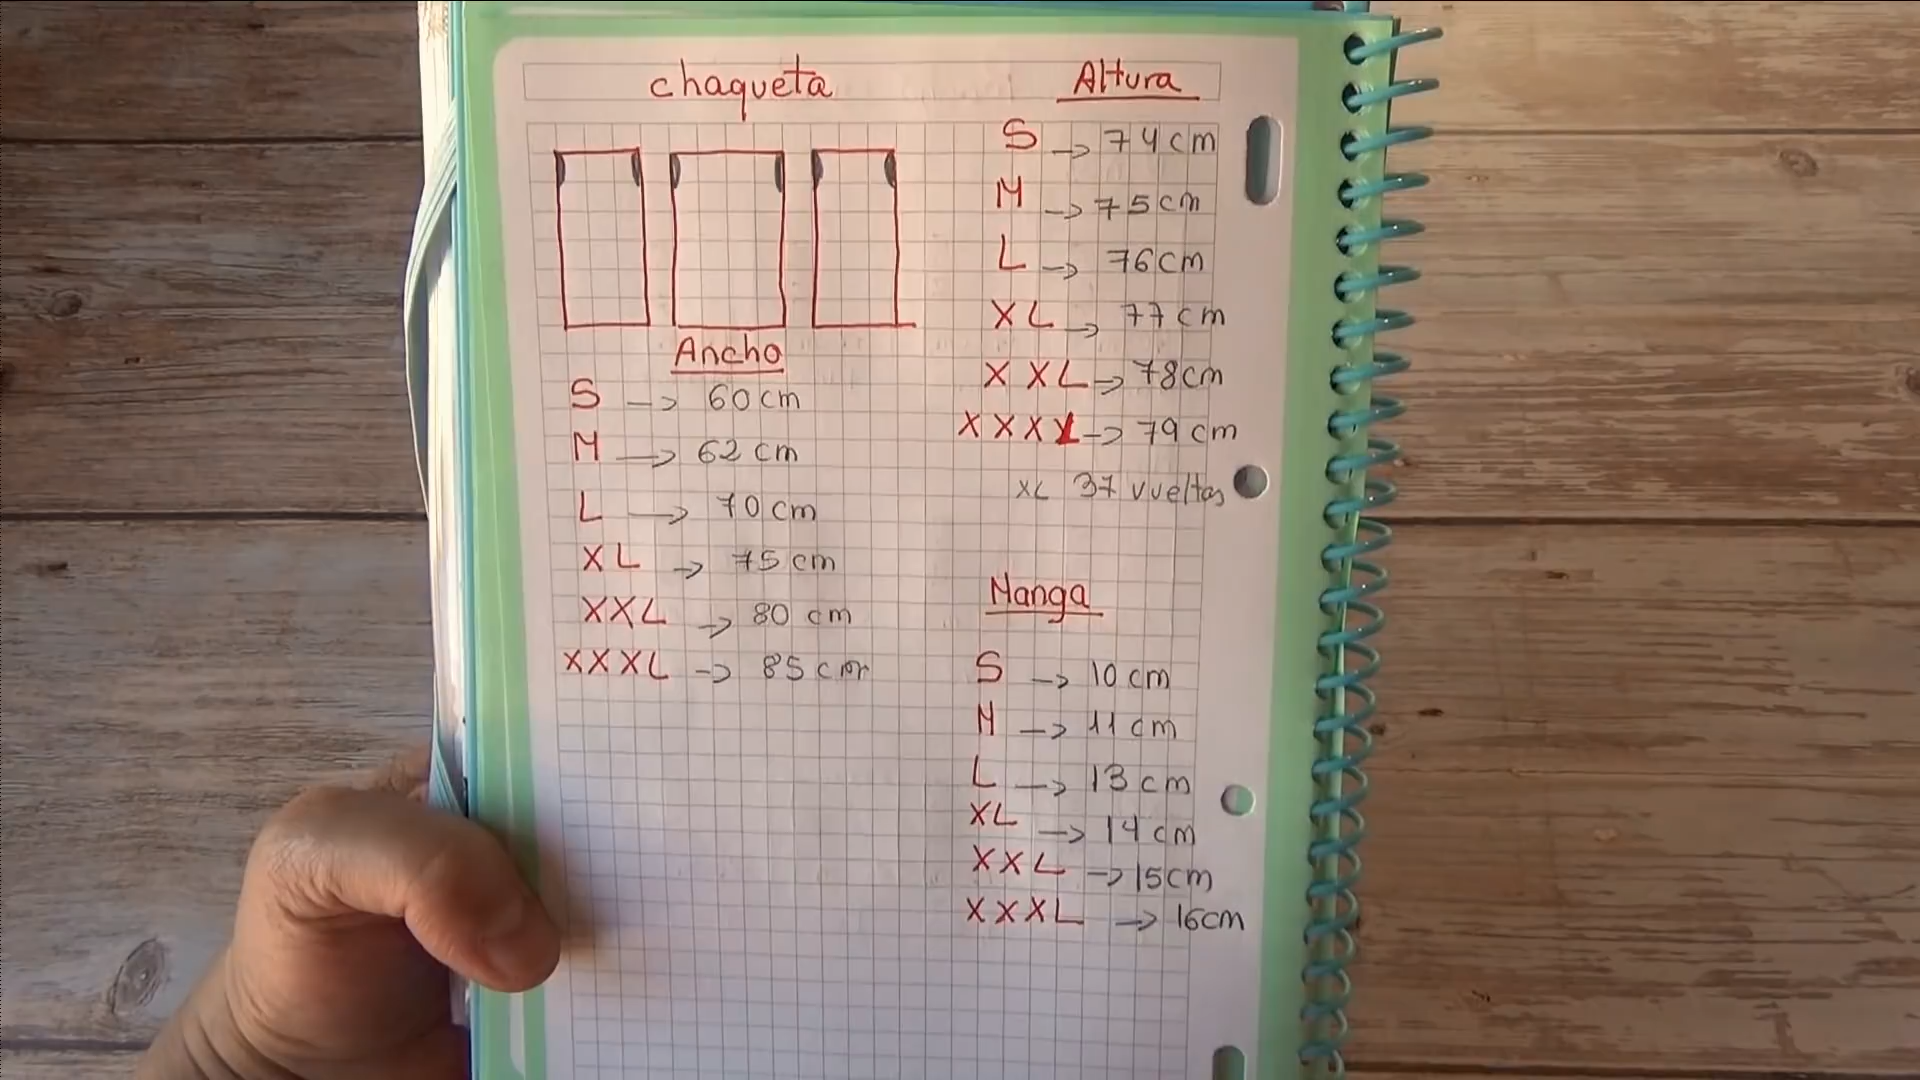 chaqueta
Ancho
S -> 60 cm
M -> 62 cm
L -> 70 cm
XL -> 75 cm
XXL -> 80 cm
XXXL -> 85 cm
Altura
S -> 74 cm
M -> 75 cm
L -> 76 cm
XL -> 77 cm
XXL -> 78 cm
XXXL -> 79 cm
XL 37 vueltas
Manga
S -> 10 cm
M -> 11 cm
L -> 13 cm
XL -> 14 cm
XXL -> 15 cm
XXXL -> 16 cm